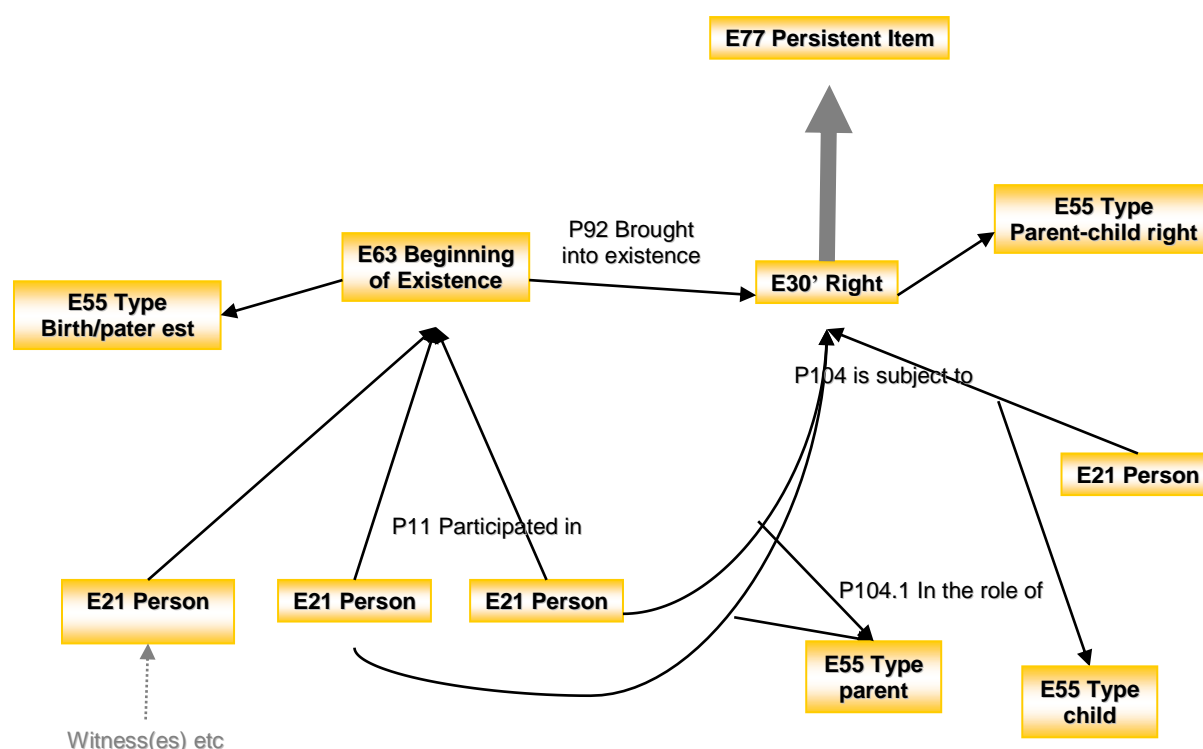 E77 Persistent Item
E55 Type
Parent-child right
P92 Brought
into existence
E63 Beginning
of Existence
E30’ Right
E55 Type
Birth/pater est
P104 is subject to
E21 Person
P11 Participated in
E21 Person
E21 Person
E21 Person
P104.1 In the role of
E55 Type
parent
E55 Type
child
Witness(es) etc